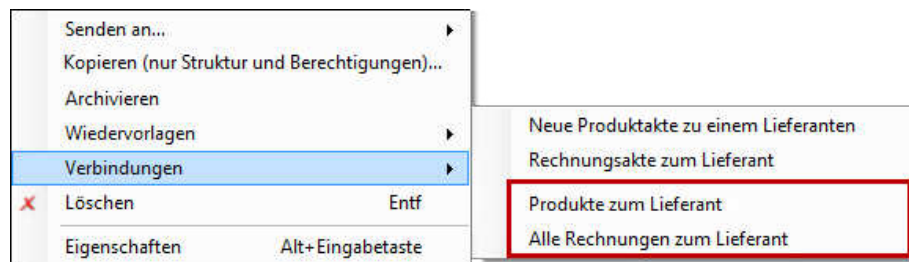 Senden an...
Kopieren (nur Struktur und Berechtigungen)...
Archivieren
Wiedervorlagen
Verbindungen
Löschen Entf
Eigenschaften Alt+Eingabetaste
Neue Produktakte zu einem Lieferanten
Rechnungsakte zum Lieferant
Produkte zum Lieferant
Alle Rechnungen zum Lieferant